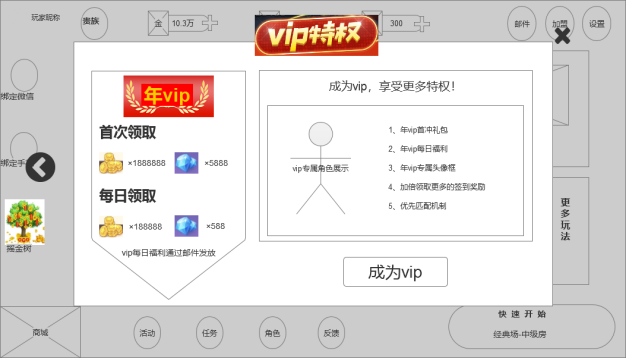 玩家昵称
贵族
金
10.3万
300
邮件
加盟
设置
vip特权
绑定微信
绑定手
摇金树
年vip
首次领取
×1888888
×5888
每日领取
×188888
×588
vip每日福利通过邮件发放
成为vip，享受更多特权！
vip专属角色展示
1、年vip首冲礼包
2、年vip每日福利
3、年vip专属头像框
4、加倍领取更多的签到奖励
5、优先匹配机制
成为vip
更多玩法
商城
活动
任务
角色
反馈
快速开始
经典场-中级房